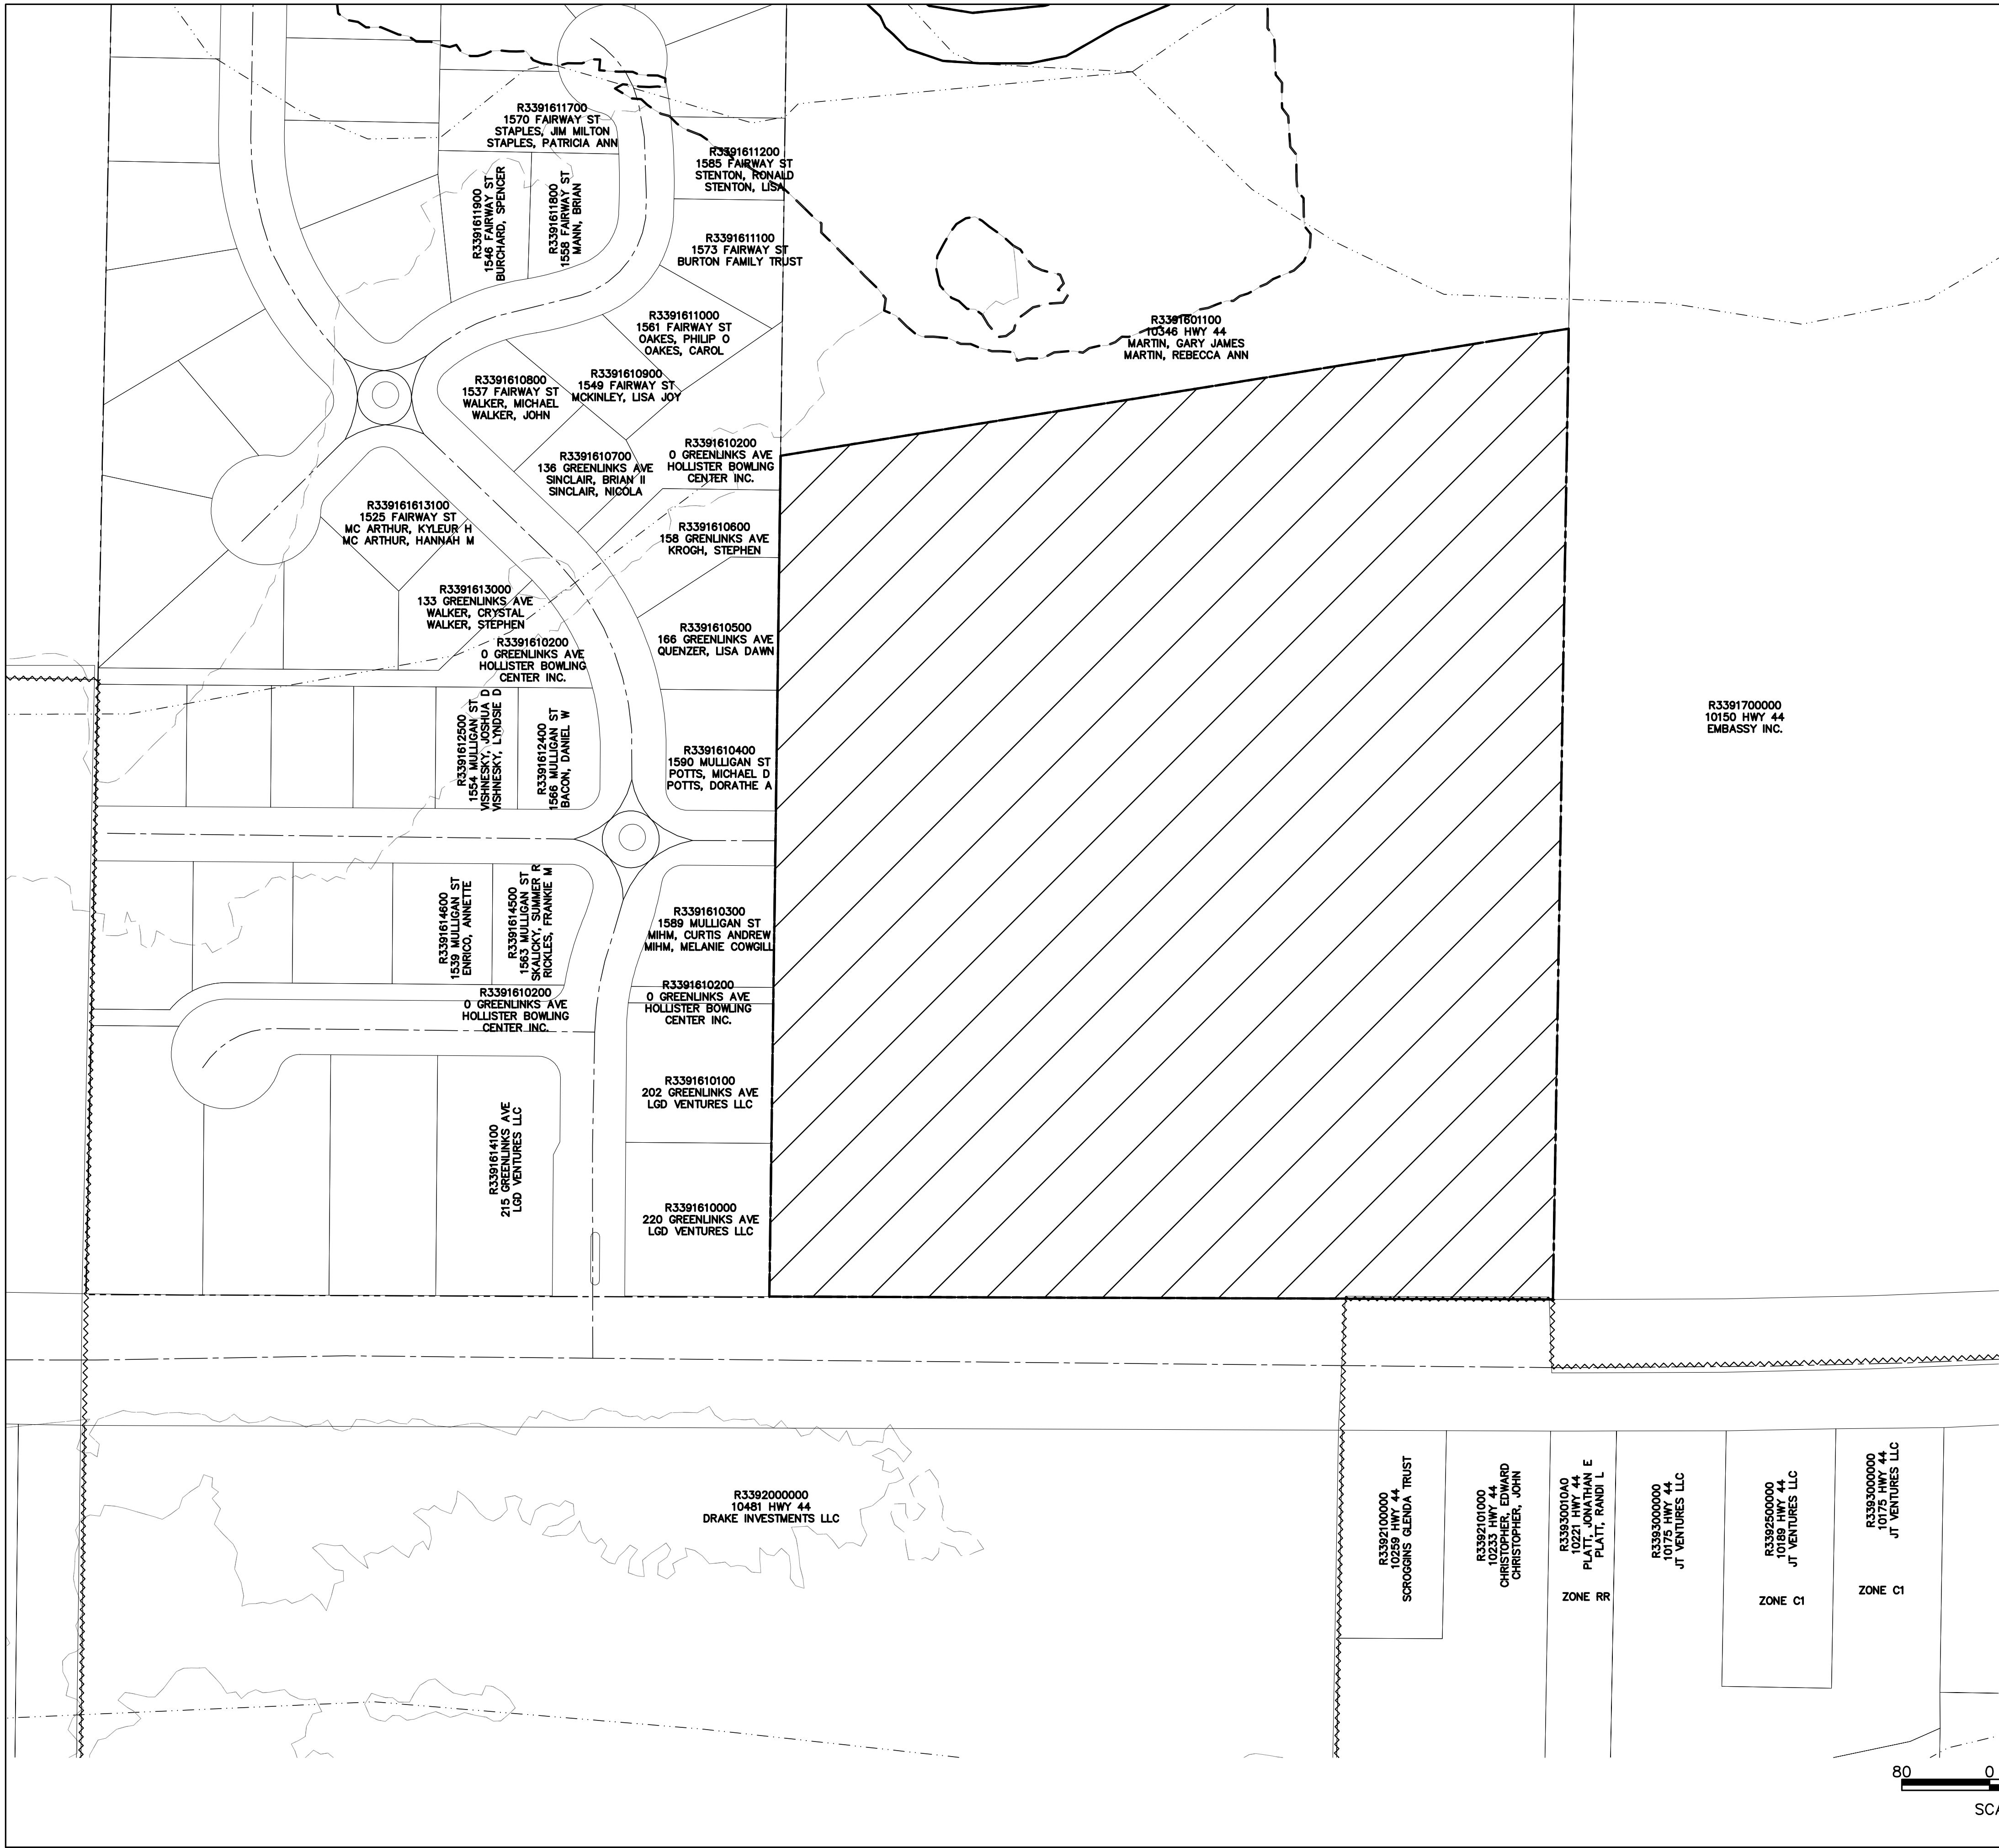 R3391611700
1570 FAIRWAY ST
STAPLES, JIM MILTON
STAPLES, PATRICIA ANN
R3391611900
1546 FAIRWAY ST
BURCHARD, SPENCER
R3391611800
1558 FAIRWAY ST
MANN, BRIAN
R3391611200
1585 FAIRWAY ST
STENTON, RONALD
STENTON, LISA
R3391611100
1573 FAIRWAY ST
BURTON FAMILY TRUST
R3391611000
1561 FAIRWAY ST
OAKES, PHILIP O
OAKES, CAROL
R3391601100
10346 HWY 44
MARTIN, GARY JAMES
MARTIN, REBECCA ANN
R3391610900
1549 FAIRWAY ST
MCKINLEY, LISA JOY
R3391610800
1537 FAIRWAY ST
WALKER, MICHAEL
WALKER, JOHN
R3391610200
0 GREENLINKS AVE
HOLLISTER BOWLING
CENTER INC.
R3391610700
136 GREENLINKS AVE
SINCLAIR, BRIAN II
SINCLAIR, NICOLA
R339161613100
1525 FAIRWAY ST
MC ARTHUR, KYLEUR H
MC ARTHUR, HANNAH M
R3391610600
158 GRENLINKS AVE
KROGH, STEPHEN
R3391613000
133 GREENLINKS AVE
WALKER, CRYSTAL
WALKER, STEPHEN
R3391610500
166 GREENLINKS AVE
QUENZER, LISA DAWN
R3391610200
0 GREENLINKS AVE
HOLLISTER BOWLING
CENTER INC.
R3391612500
1554 MULLIGAN ST
VISHNESKY, JOSHUA D
VISHNESKY, LYNDSIE D
R3391612400
1566 MULLIGAN ST
BACON, DANIEL W
R3391610400
1590 MULLIGAN ST
POTTS, MICHAEL D
POTTS, DORATHE A
R3391700000
10150 HWY 44
EMBASSY INC.
R3391614600
1539 MULLIGAN ST
ENRICO, ANNETTE
R3391614500
1563 MULLIGAN ST
SKALICKY, SUMMER R
RICKLES, FRANKIE M
R3391610300
1589 MULLIGAN ST
MIHM, CURTIS ANDREW
MIHM, MELANIE COWGILL
R3391610200
0 GREENLINKS AVE
HOLLISTER BOWLING
CENTER INC.
R3391610200
0 GREENLINKS AVE
HOLLISTER BOWLING
CENTER INC.
R3391610100
202 GREENLINKS AVE
LGD VENTURES LLC
R3391614100
215 GREENLINKS AVE
LGD VENTURES LLC
R3391610000
220 GREENLINKS AVE
LGD VENTURES LLC
R3392000000
10481 HWY 44
DRAKE INVESTMENTS LLC
R3392100000
10259 HWY 44
SCROGGINS GLENDA TRUST
R3392101000
10233 HWY 44
CHRISTOPHER, EDWARD
CHRISTOPHER, JOHN
R33930010A0
10221 HWY 44
PLATT, JONATHAN E
PLATT, RANDI L
ZONE RR
R3393000000
10175 HWY 44
JT VENTURES LLC
R3392500000
10189 HWY 44
JT VENTURES LLC
ZONE C1
R3393000000
10175 HWY 44
JT VENTURES LLC
ZONE C1
80 0